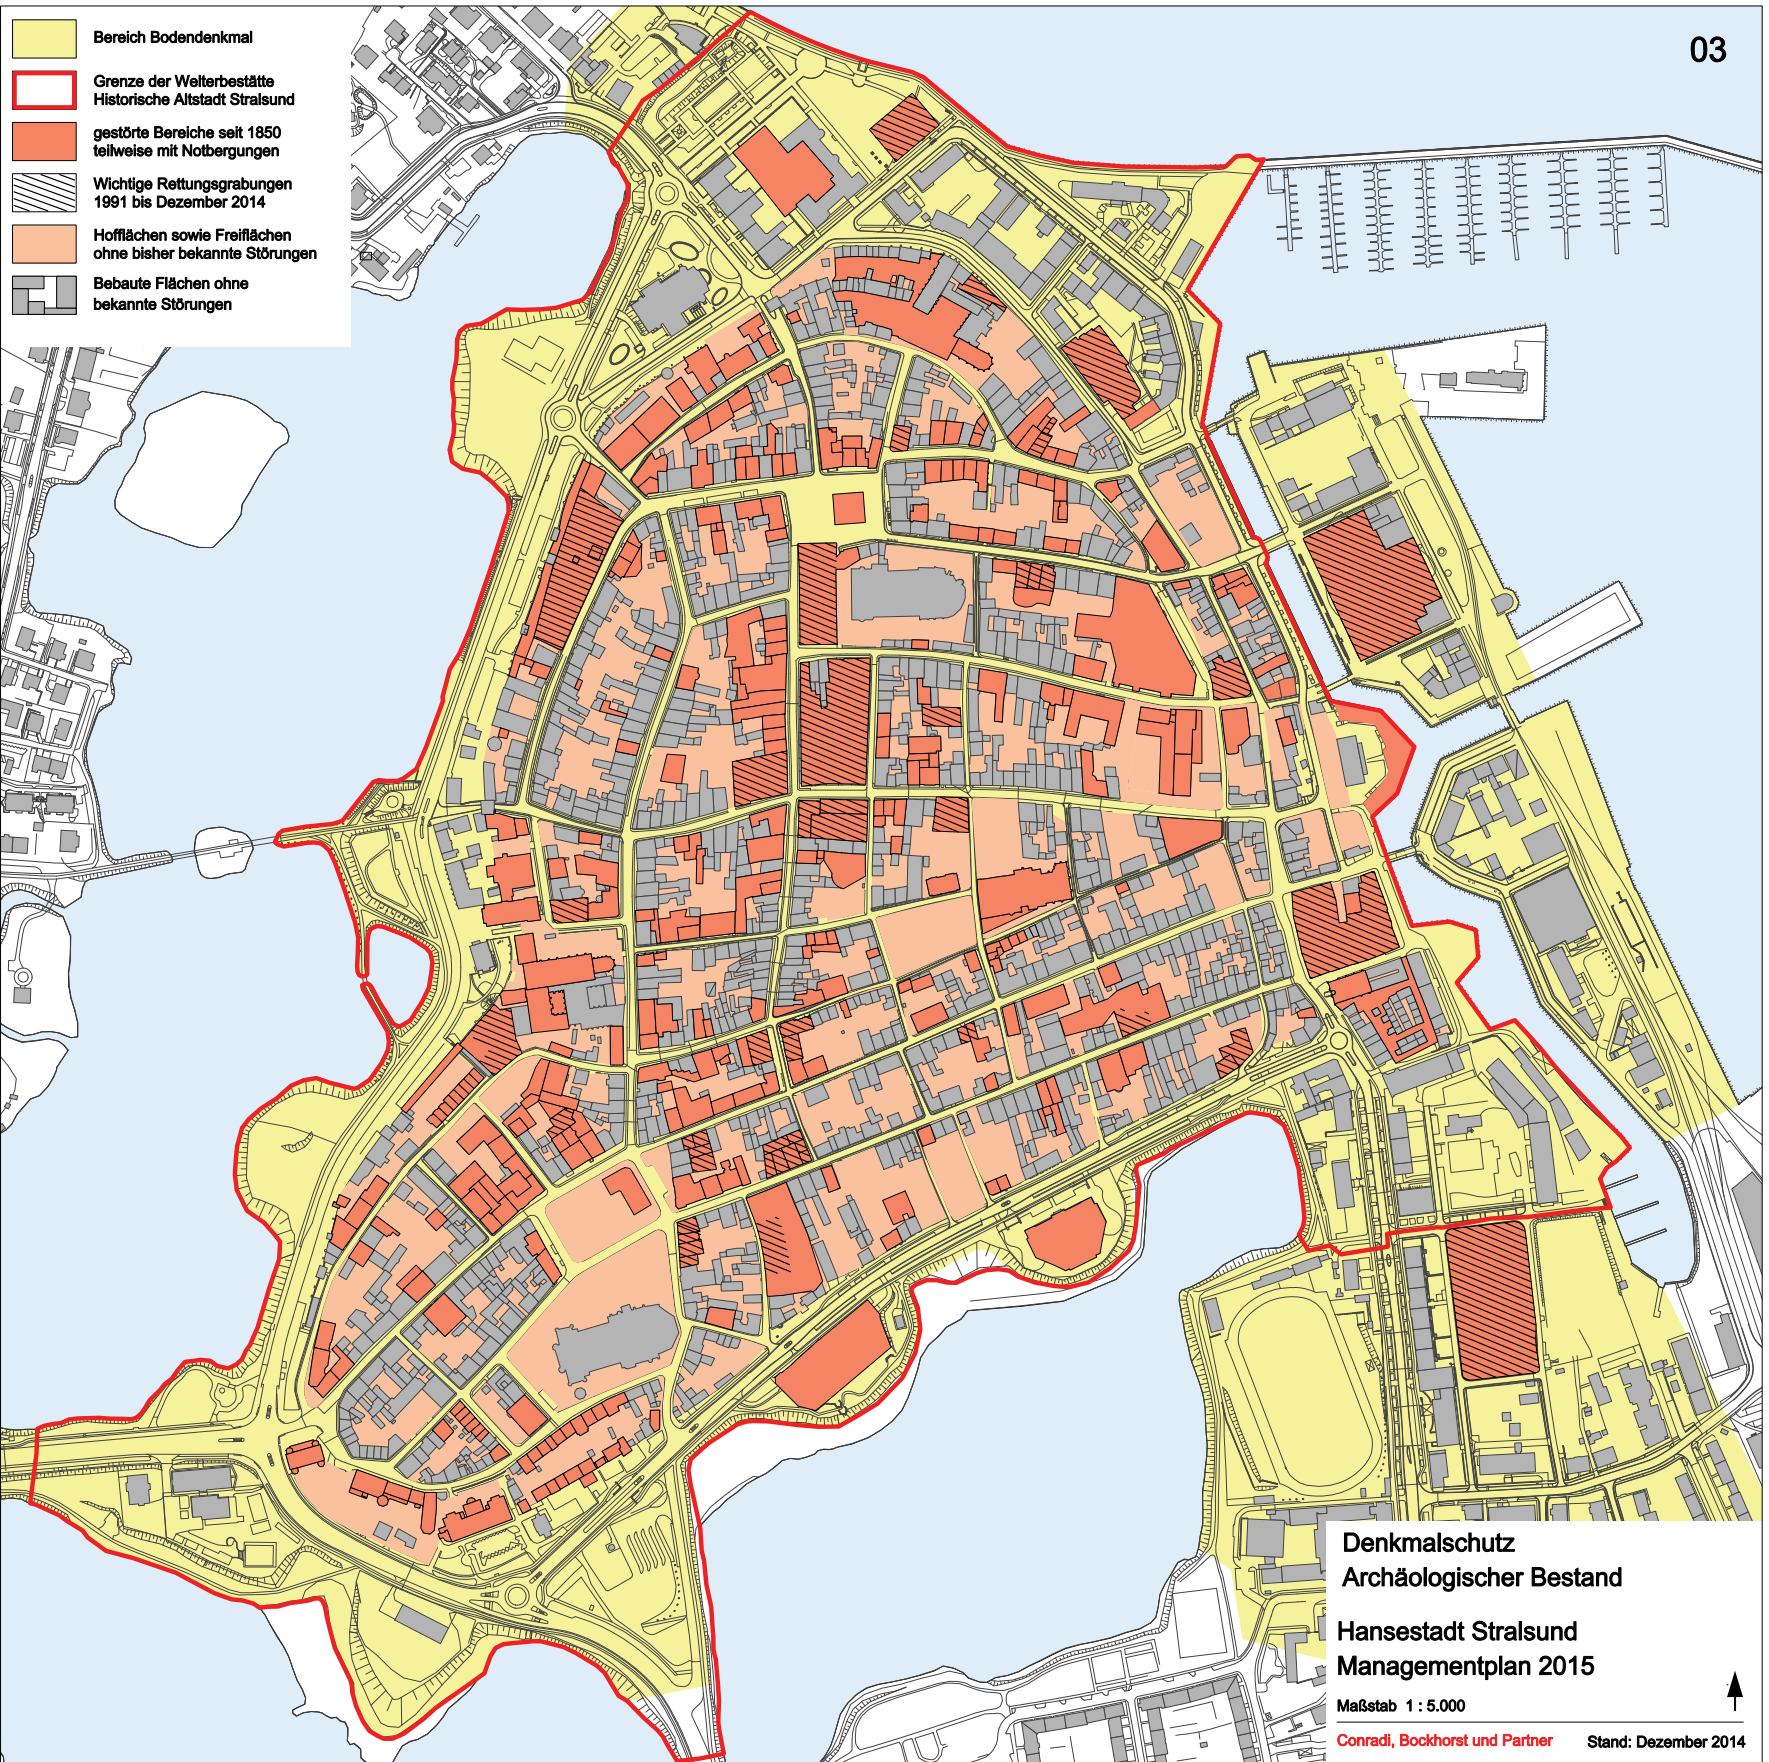 03
Bereich Bodendenkmal
Grenze der Welterbestätte
Historische Altstadt Stralsund
gestörte Bereiche seit 1850
teilweise mit Notbergungen
Wichtige Rettungsgrabungen
1991 bis Dezember 2014
Hofflächen sowie Freiflächen
ohne bisher bekannte Störungen
Bebaute Flächen ohne
bekannte Störungen
Denkmalschutz
Archäologischer Bestand
Hansestadt Stralsund
Managementplan 2015
Maßstab 1 : 5.000
Conradi, Bockhorst und Partner Stand: Dezember 2014